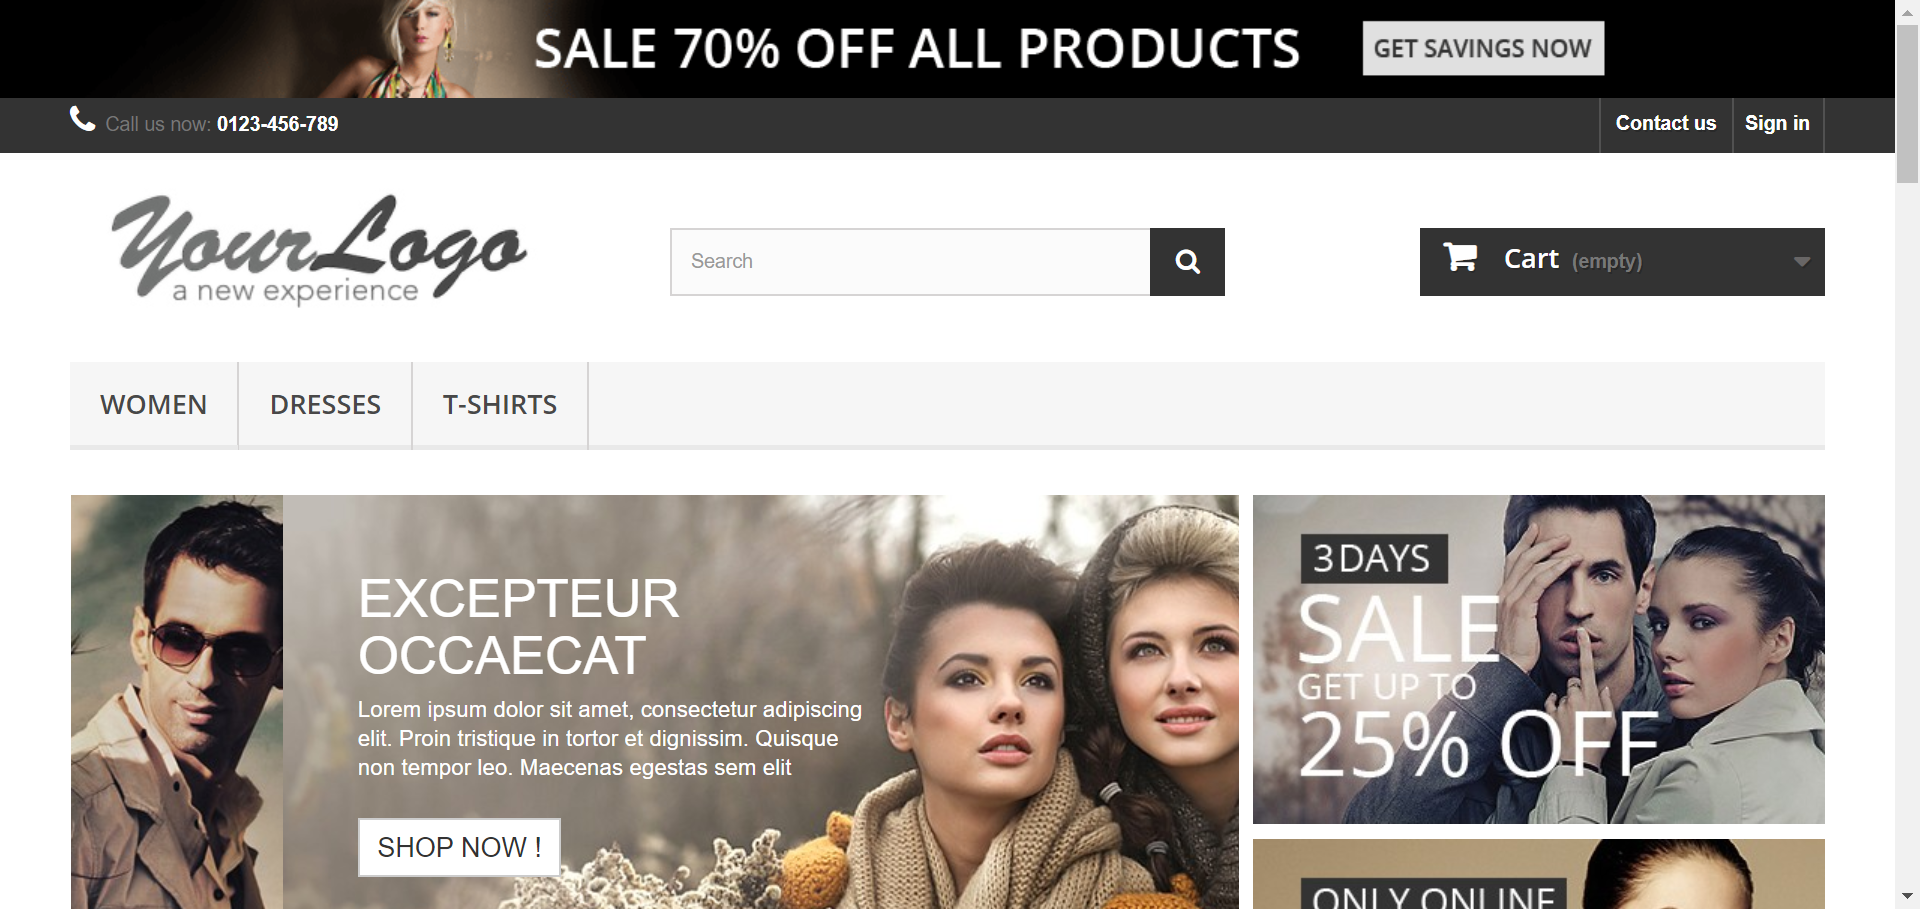 SALE 70% OFF ALL PRODUCTS
GET SAVINGS NOW
Call us now: 0123-456-789
Contact us
Sign in
YourLogo
a new experience
Search
Cart (empty)
WOMEN
DRESSES
T-SHIRTS
EXCEPTEUR
OCCAECAT
Lorem ipsum dolor sit amet, consectetur adipiscing
elit. Proin tristique in tortor et dignissim. Quisque
non tempor leo. Maecenas egestas sem elit
SHOP NOW !
3 DAYS
SALE
GET UP TO
25% OFF
ONLY ONLINE